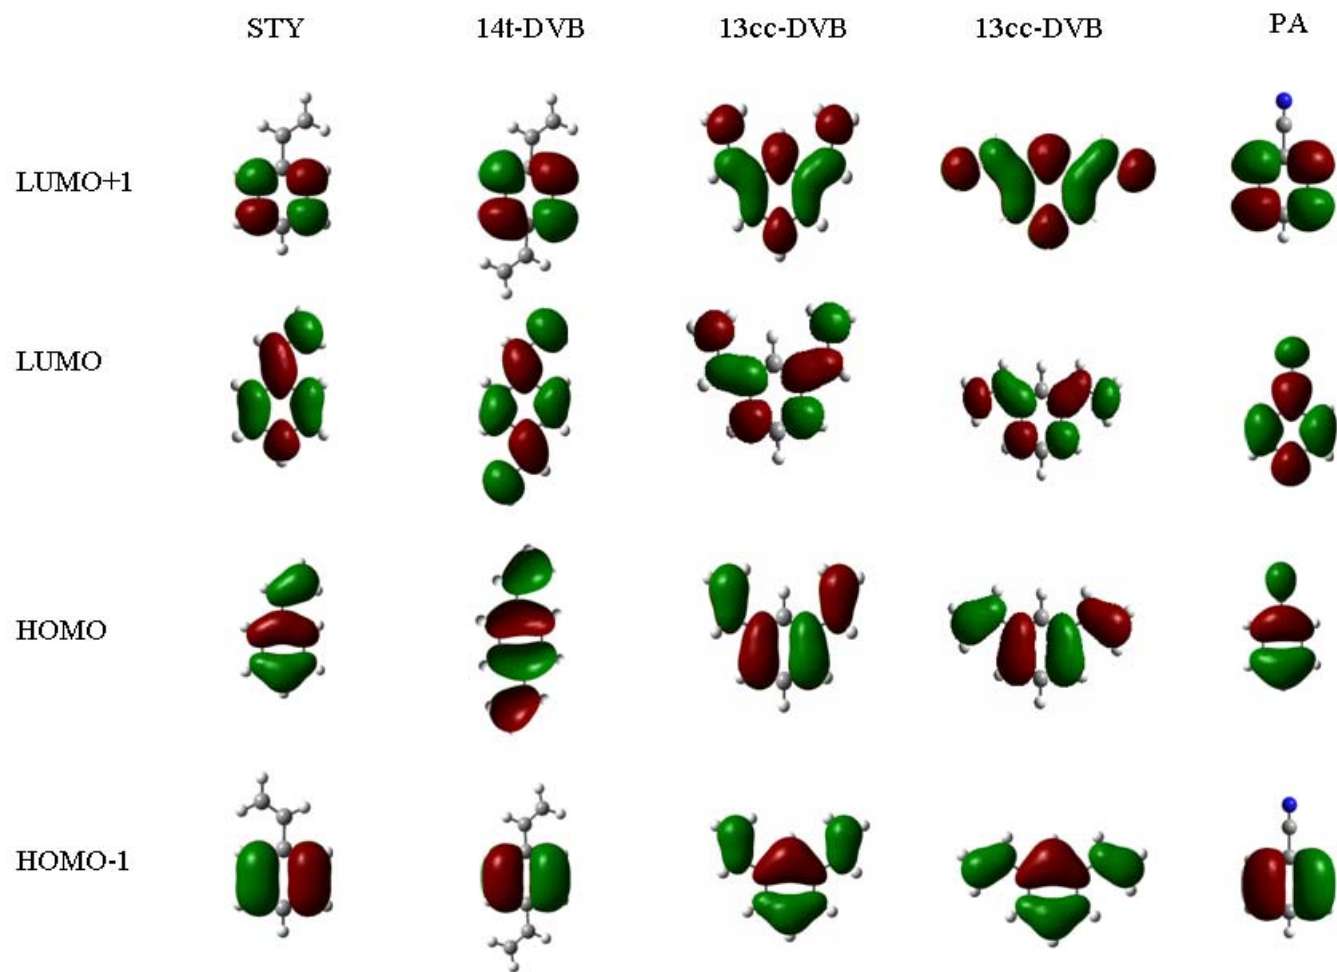 STY 14t-DVB 13cc-DVB 13cc-DVB PA
LUMO+1
LUMO
HOMO
HOMO-1